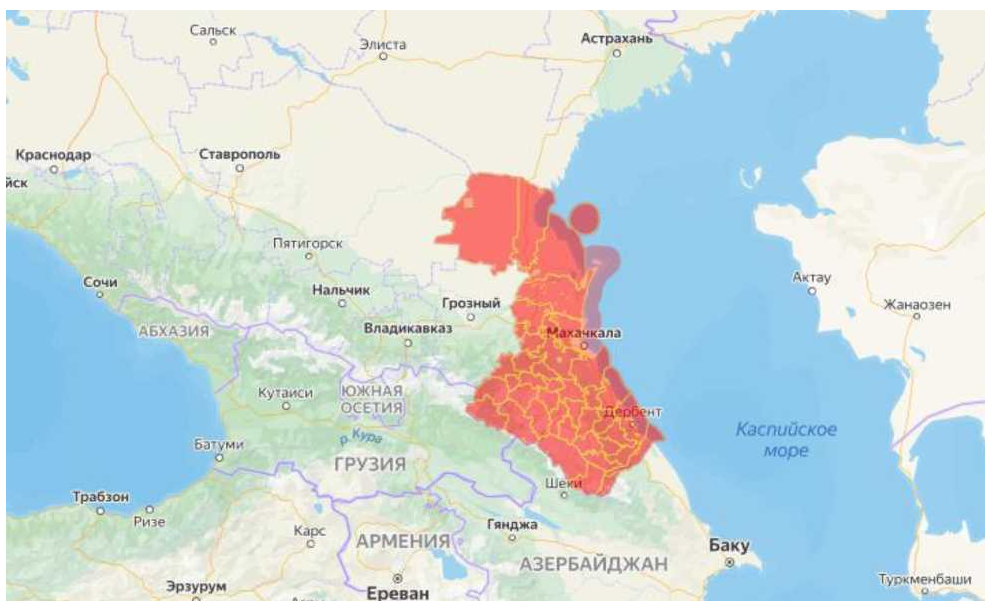 Сальск
Элиста
Астрахань
Краснодар
Ставрополь
йск
Пятигорск
Сочи
Нальчик
Грозный
Актау
Жанаозен
АБХАЗИЯ
Владикавказ
Махачкала
Кутаиси
ЮЖНАЯ
ОСЕТИЯ
Дербент
р. Кура
Каспийское
море
Батуми
ГРУЗИЯ
Шеки
Трабзон
Ризе
Карс
АРМЕНИЯ
Гянджа
АЗЕРБАЙДЖАН
Баку
Эрзурум
Ереван
Туркменбаши